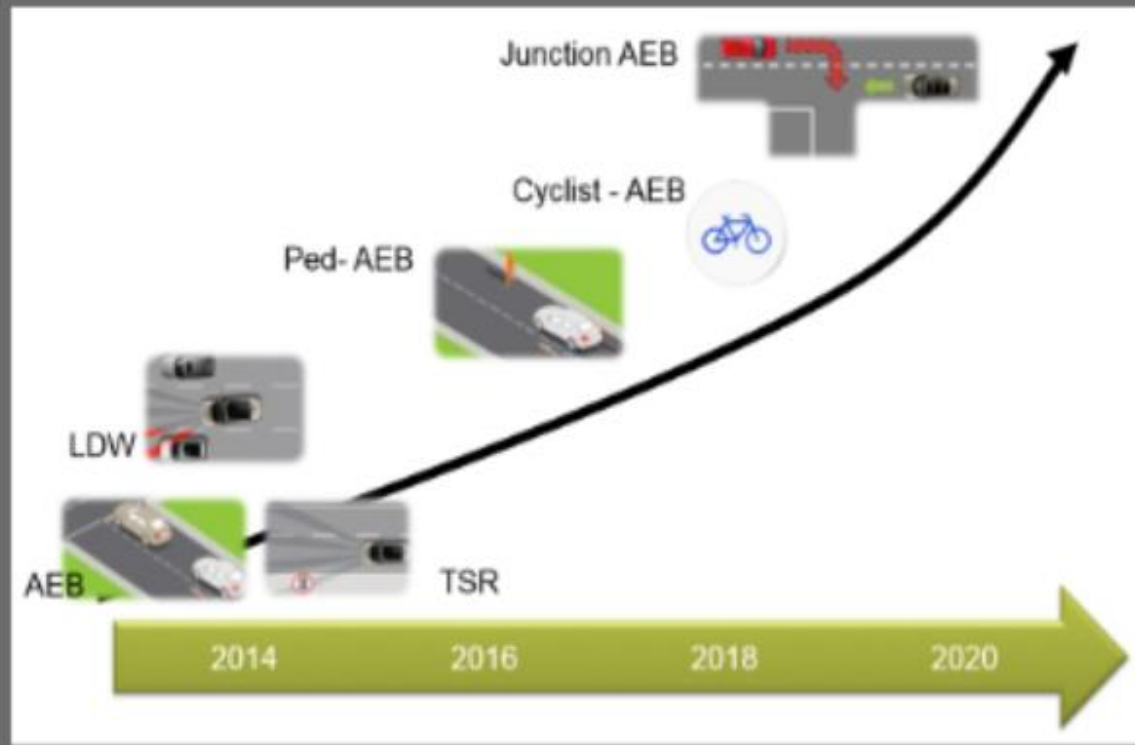 Junction AEB
Cyclist - AEB
Ped- AEB
LDW
AEB
TSR
2014 2016 2018 2020